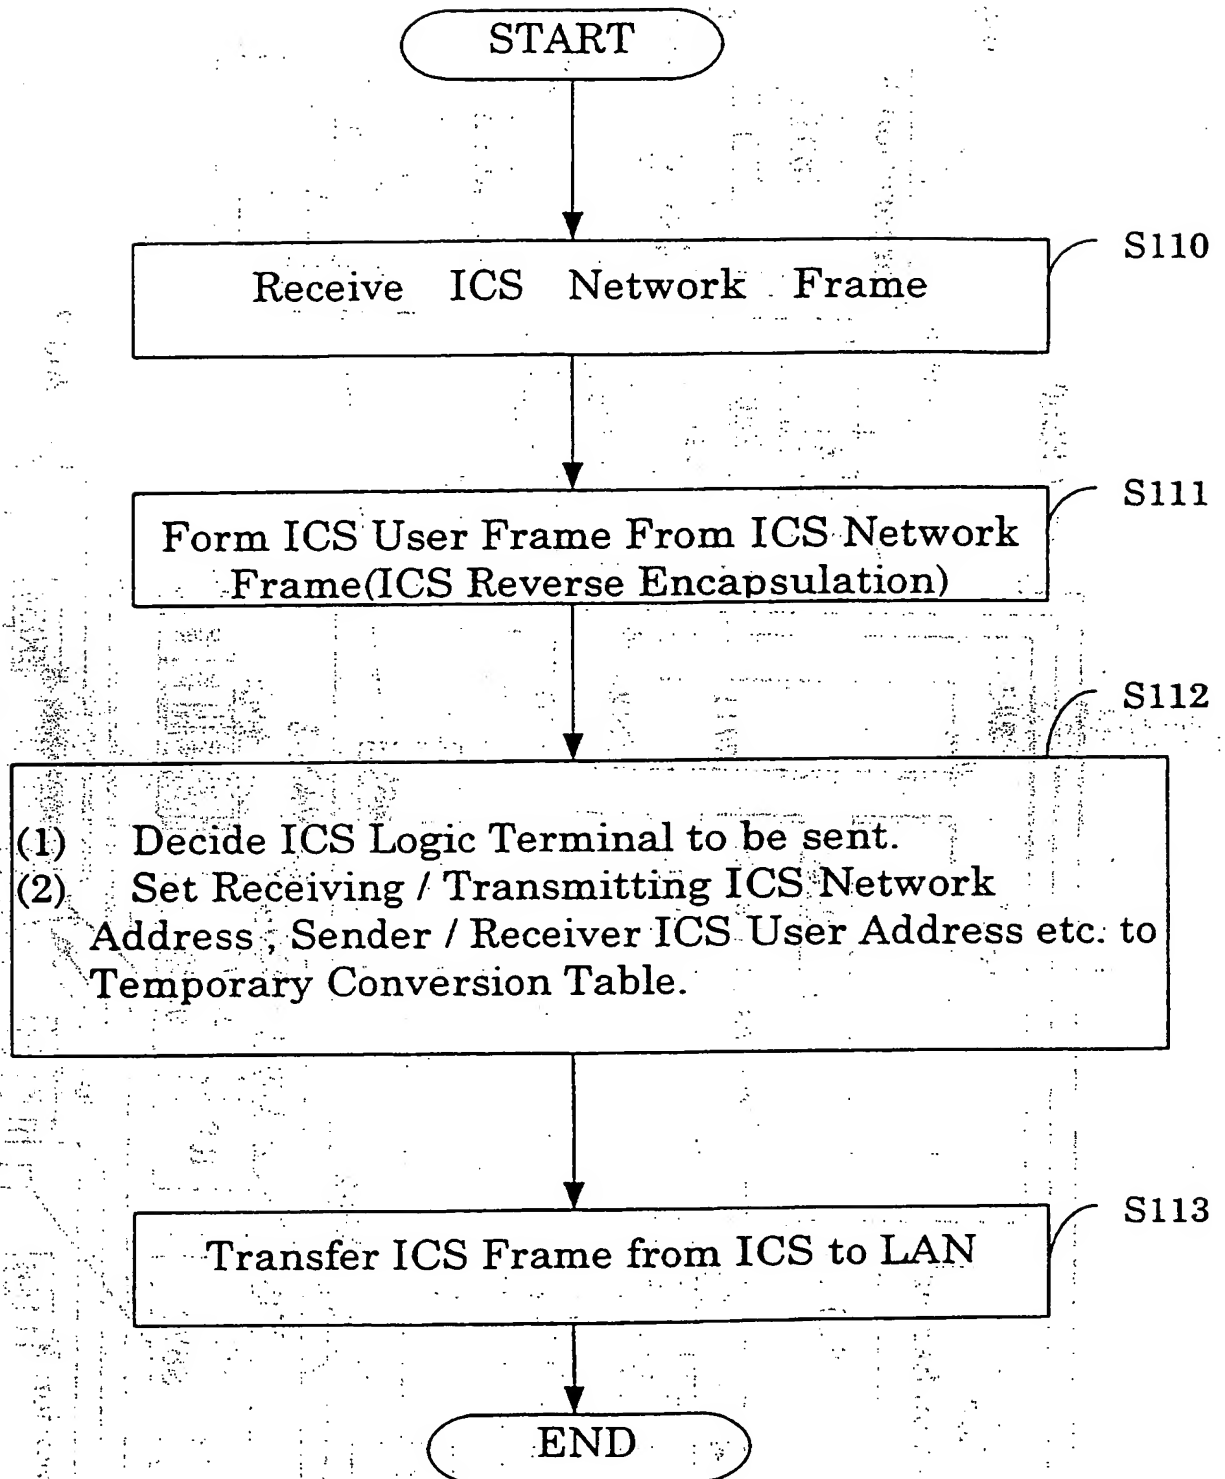 START
S110
Receive ICS Network Frame
S111
Form ICS User Frame From ICS Network
Frame(ICS Reverse Encapsulation)
S112
(1) Decide ICS Logic Terminal to be sent.
(2) Set Receiving / Transmitting ICS Network
Address , Sender / Receiver ICS User Address etc. to
Temporary Conversion Table.
S113
Transfer ICS Frame from ICS to LAN
END